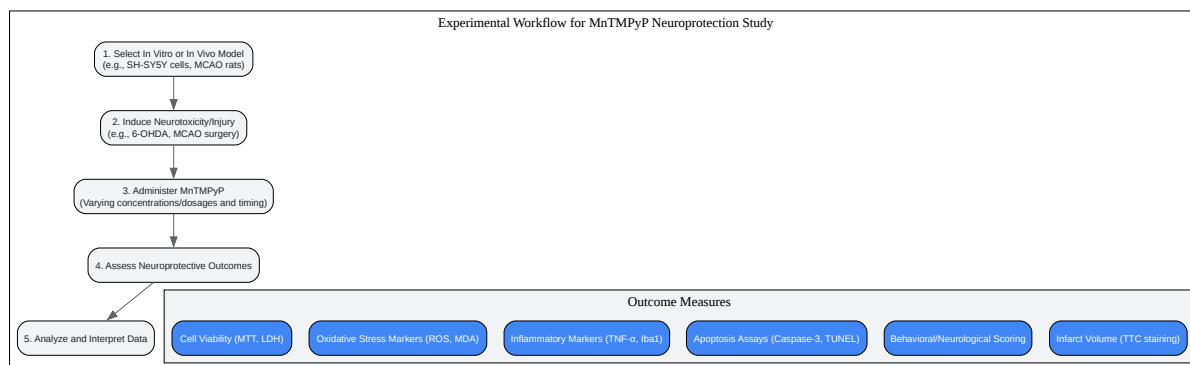 Experimental Workflow for MnTMPyP Neuroprotection Study
1. Select In Vitro or In Vivo Model
(e.g., SH-SY5Y cells, MCAO rats)
2. Induce Neurotoxicity/Injury
(e.g., 6-OHDA, MCAO surgery)
3. Administer MnTMPyP
(Varying concentrations/dosages and timing)
4. Assess Neuroprotective Outcomes
5. Analyze and Interpret Data
Outcome Measures
Cell Viability (MTT, LDH)
Oxidative Stress Markers (ROS, MDA)
Inflammatory Markers (TNF-α, Iba1)
Apoptosis Assays (Caspase-3, TUNEL)
Behavioral/Neurological Scoring
Infarct Volume (TTC staining)